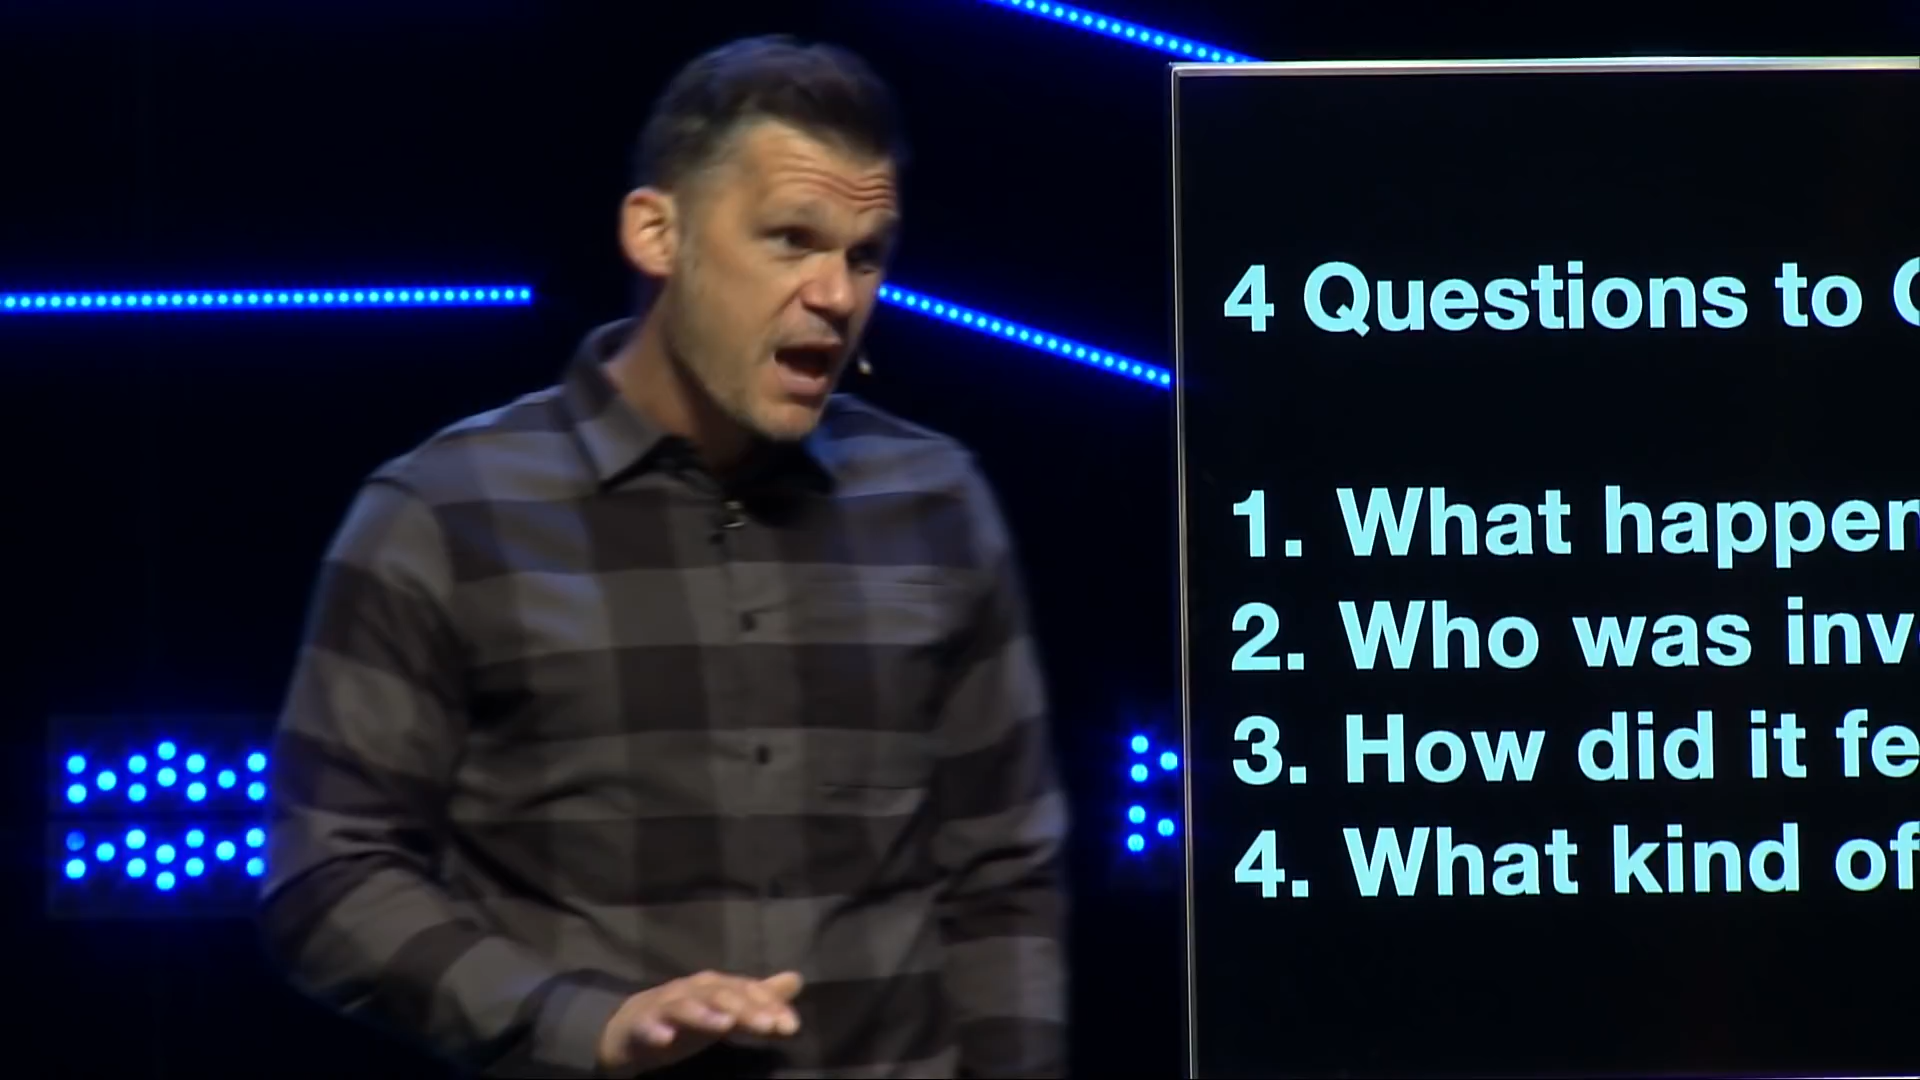 4 Questions to
1. What happen
2. Who was inv
3. How did it fe
4. What kind of